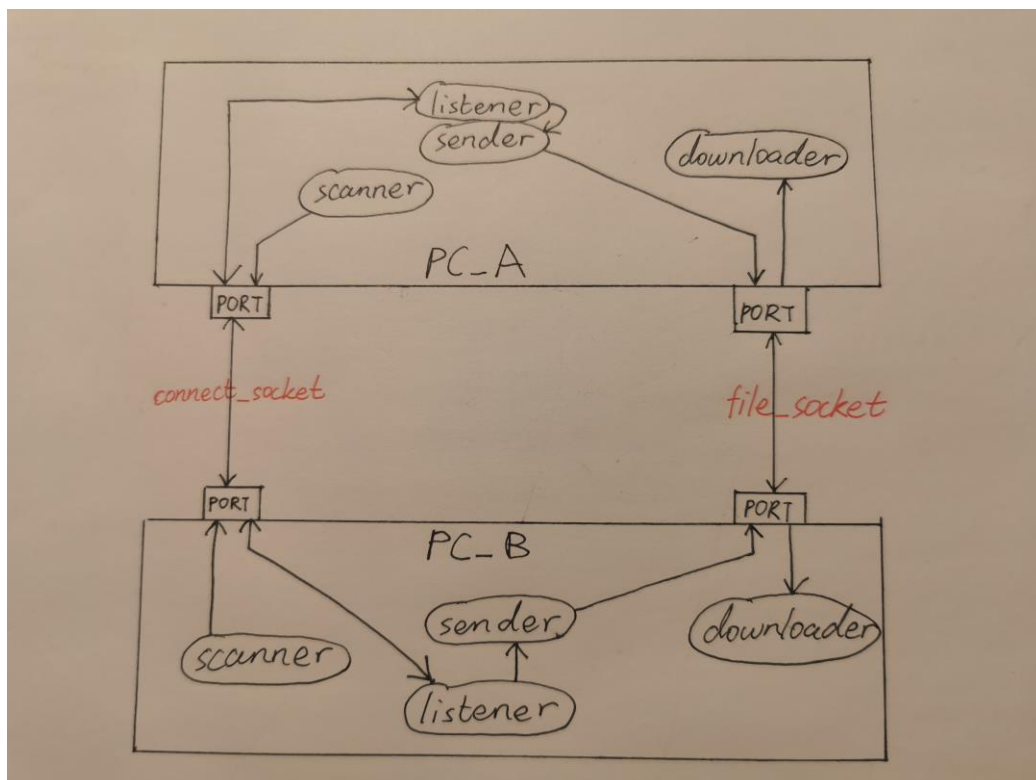 listener
sender
downloader
scanner
PC_A
PORT
PORT
connect_socket
file_socket
PORT
PORT
PC_B
sender
downloader
scanner
listener